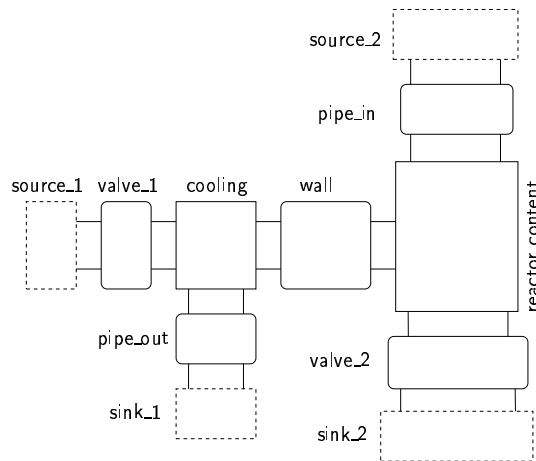 source_2
pipe_in
source_1 valve_1 cooling wall
reactor content
pipe_out
valve_2
sink_1
sink_2